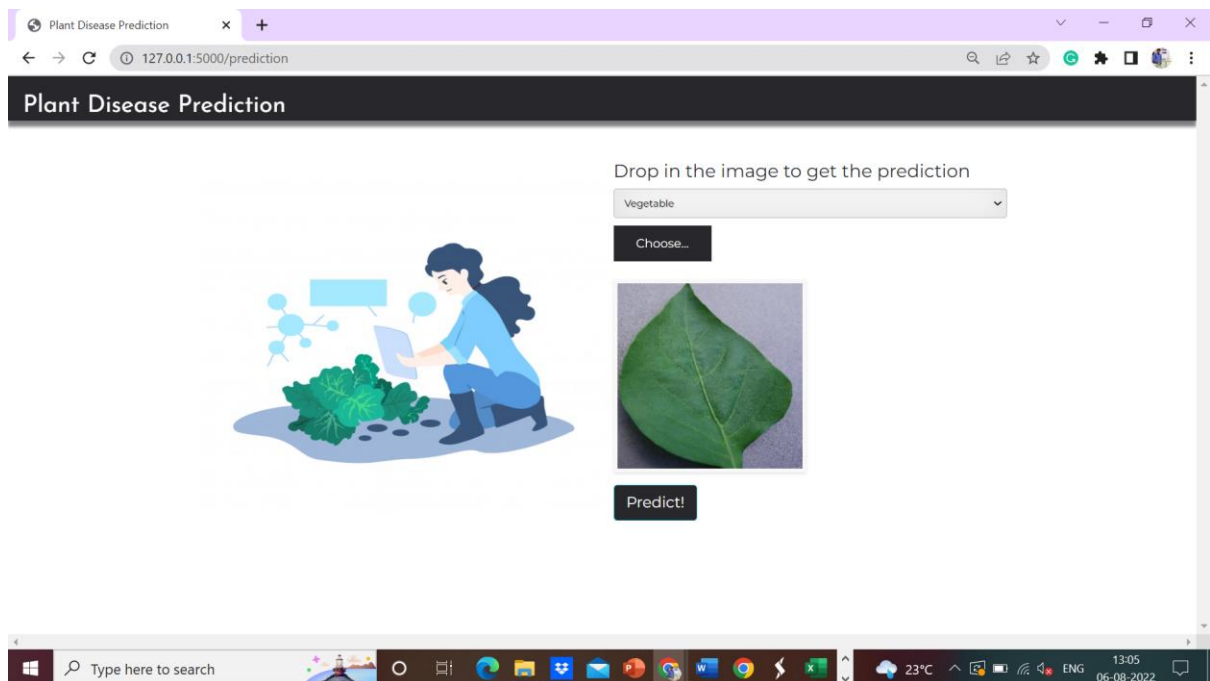 Plant Disease Prediction
127.0.0.1:5000/prediction
Plant Disease Prediction
Drop in the image to get the prediction
Vegetable
Choose...
Predict!
Type here to search
23°C
ENG
13:05
06-08-2022